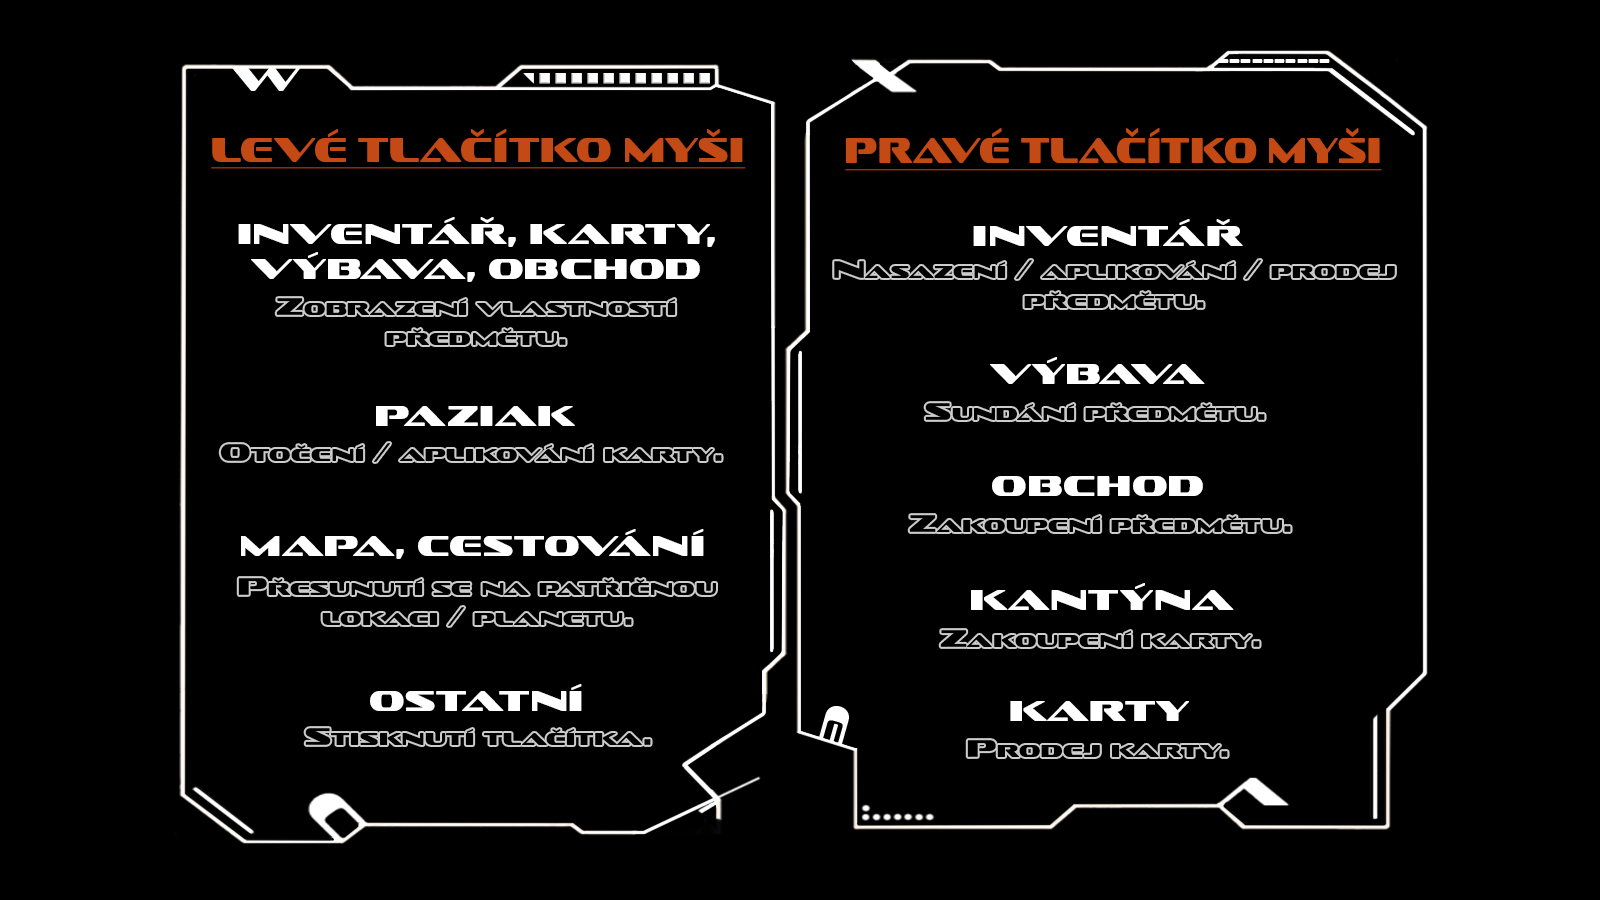 LEVÉ TLAČÍTKO MYŠI
INVENTÁŘ, KARTY,
VÝBAVA, OBCHOD
Zobrazení vlastností
předmětu.
PAZIAK
Otočení / aplikování karty.
MAPA, CESTOVÁNÍ
Přesunutí se na patřičnou
lokaci / planetu.
OSTATNÍ
Stisknutí tlačítka.
PRAVÉ TLAČÍTKO MYŠI
INVENTÁŘ
Nasazení / aplikování / prodej
předmětu.
VÝBAVA
Sundání předmětu.
OBCHOD
Zakoupení předmětu.
KANTÝNA
Zakoupení karty.
KARTY
Prodej karty.